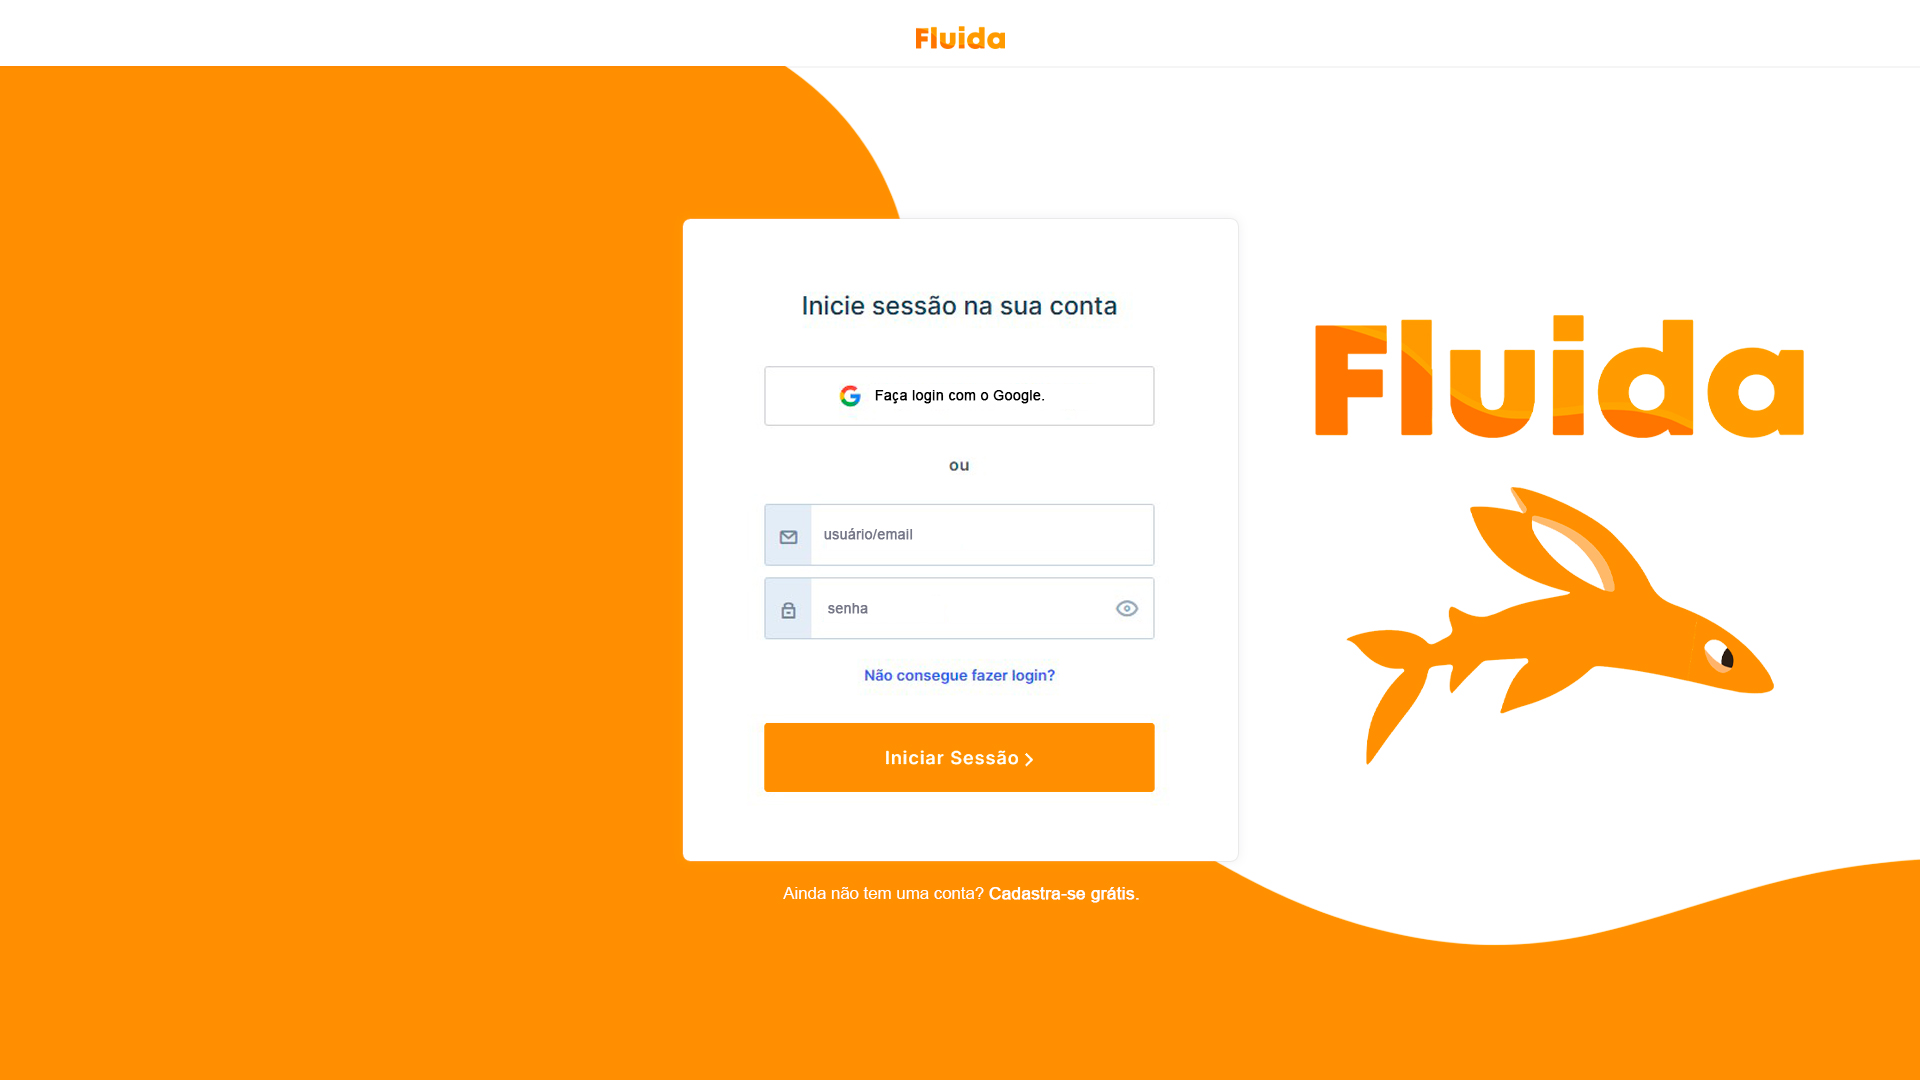 Fluida
Inicie sessão na sua conta
Faça login com o Google.
ou
usuário/email
senha
Não consegue fazer login?
Iniciar Sessão
Ainda não tem uma conta? Cadastra-se grátis.
Fluida